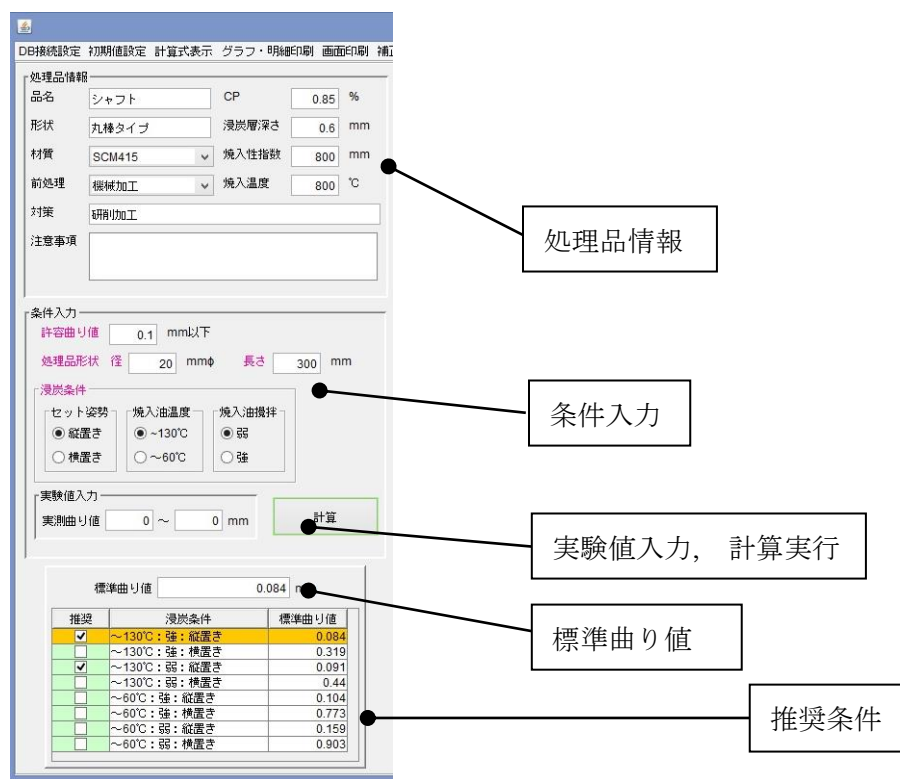 DB接続設定 初期値設定 計算式表示 グラフ・明細印刷 画面印刷
処理品情報
品名 シャフト CP 0.85 %
形状 丸棒タイプ 浸炭層深さ 0.6 mm
材質 SCM415 焼入性指数 800 mm
前処理 機械加工 焼入温度 800 ℃
対策 研削加工
注意事項
処理品情報
条件入力
許容曲り値 0.1 mm以下
処理品形状 径 20 mmφ 長さ 300 mm
浸炭条件
セット姿勢 焼入油温度 焼入油攪拌
縦置き ~130℃ 弱
横置き ～60℃ 強
条件入力
実験値入力
実測曲り値 0 ～ 0 mm 計算
実験値入力, 計算実行
標準曲り値 0.084
標準曲り値
推奨 浸炭条件 標準曲り値
～130℃：強：縦置き 0.084
～130℃：強：横置き 0.319
～130℃：弱：縦置き 0.091
～130℃：弱：横置き 0.44
～60℃：強：縦置き 0.104
～60℃：強：横置き 0.773
～60℃：弱：縦置き 0.159
～60℃：弱：横置き 0.903
推奨条件